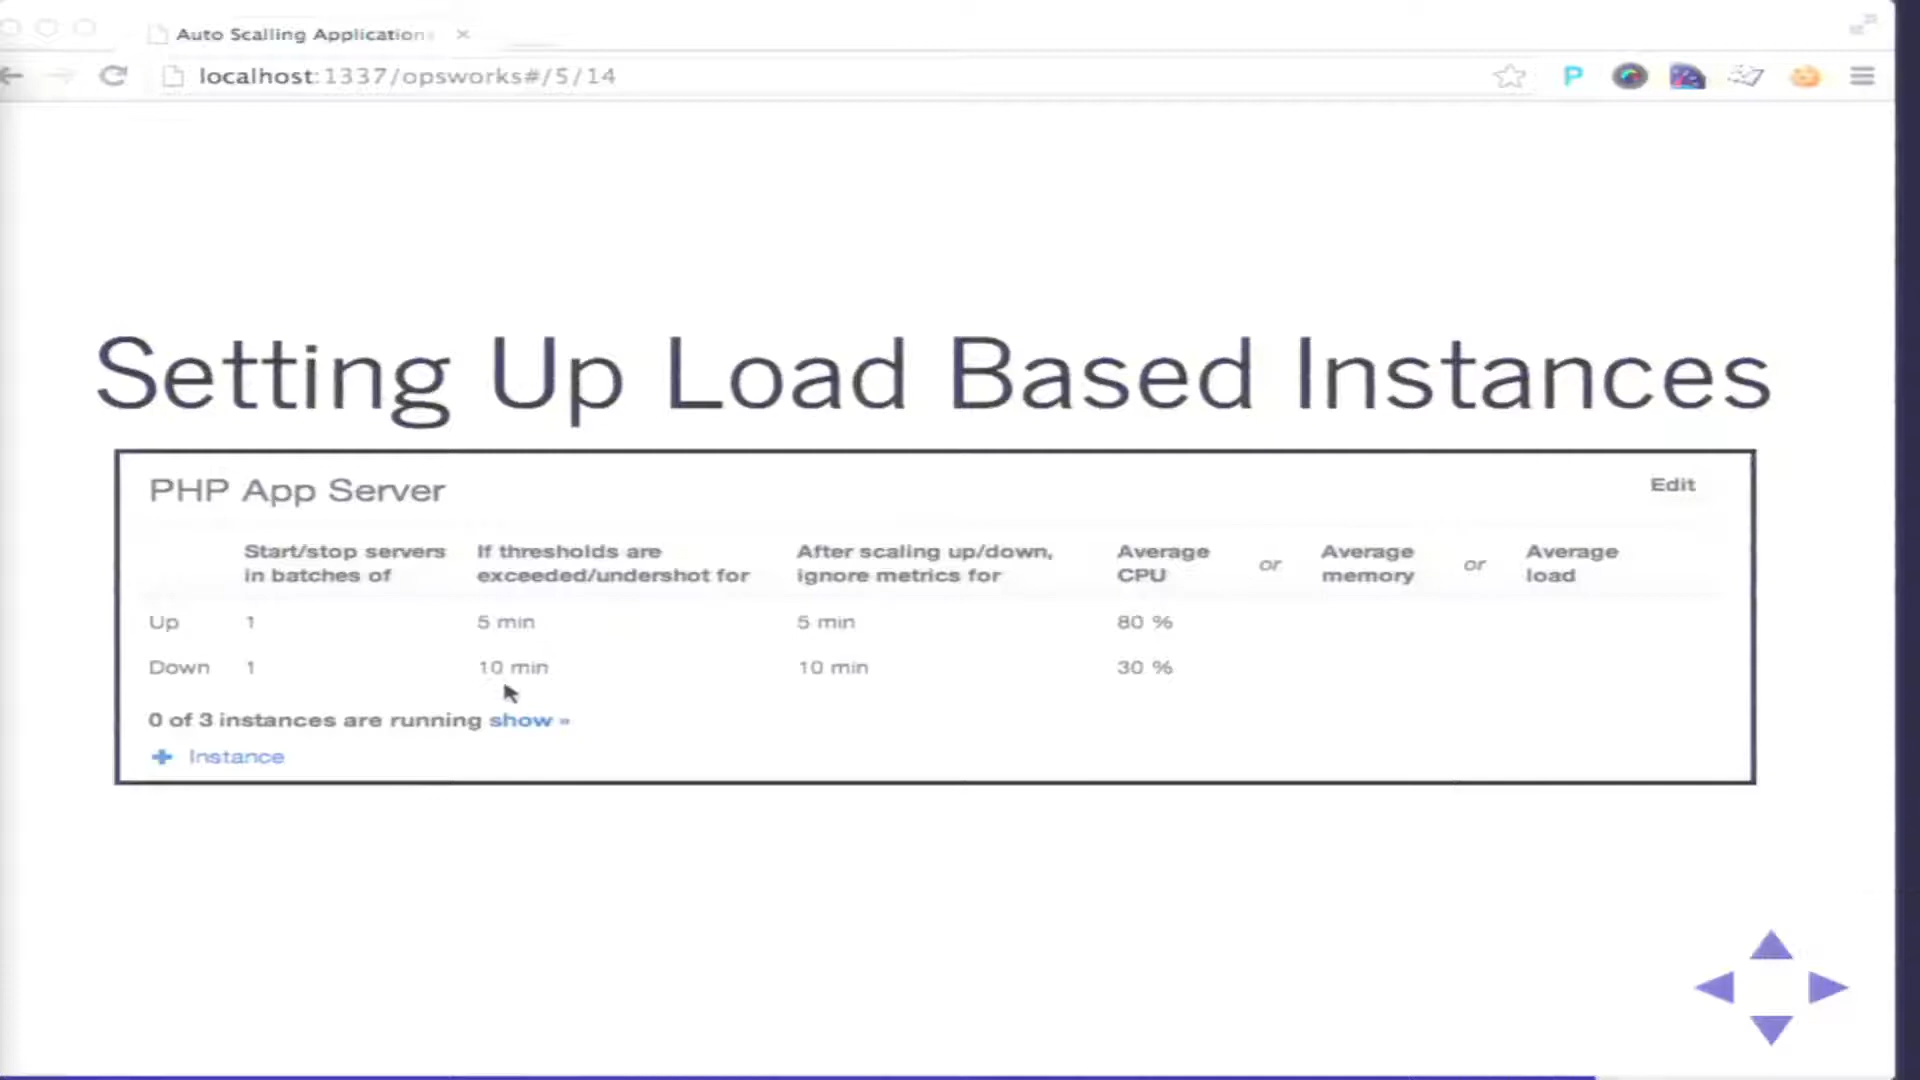 Auto Scalling Applications
localhost:1337/opsworks#/5/14
P
Setting Up Load Based Instances
PHP App Server
Edit
Start/stop servers in batches of
If thresholds are exceeded/undershot for
After scaling up/down, ignore metrics for
Average CPU
or
Average memory
or
Average load
Up 1 5 min 5 min 80 %
Down 1 10 min 10 min 30 %
0 of 3 instances are running show »
+ Instance